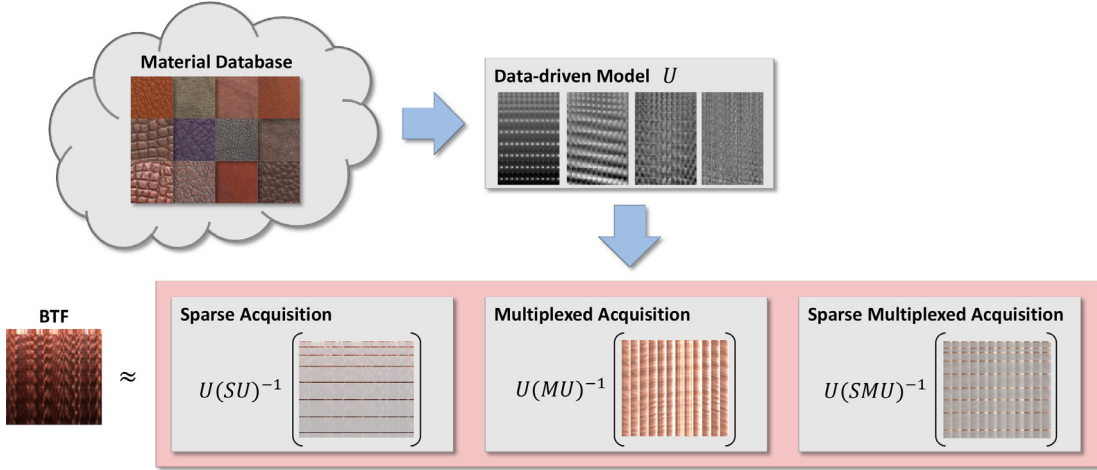 Material Database
Data-driven Model U
BTF
≈
Sparse Acquisition
U(SU)⁻¹
Multiplexed Acquisition
U(MU)⁻¹
Sparse Multiplexed Acquisition
U(SMU)⁻¹